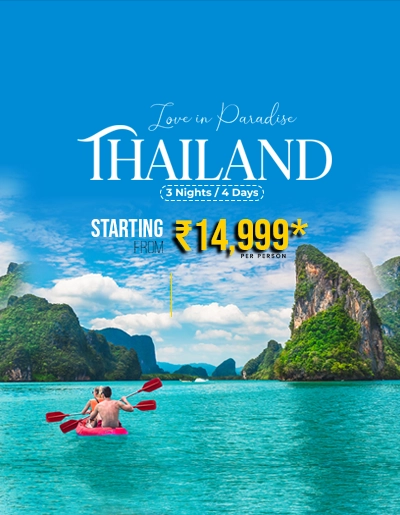 Love in Paradise
THAILAND
3 Nights / 4 Days
STARTING
FROM
₹14,999*
PER PERSON